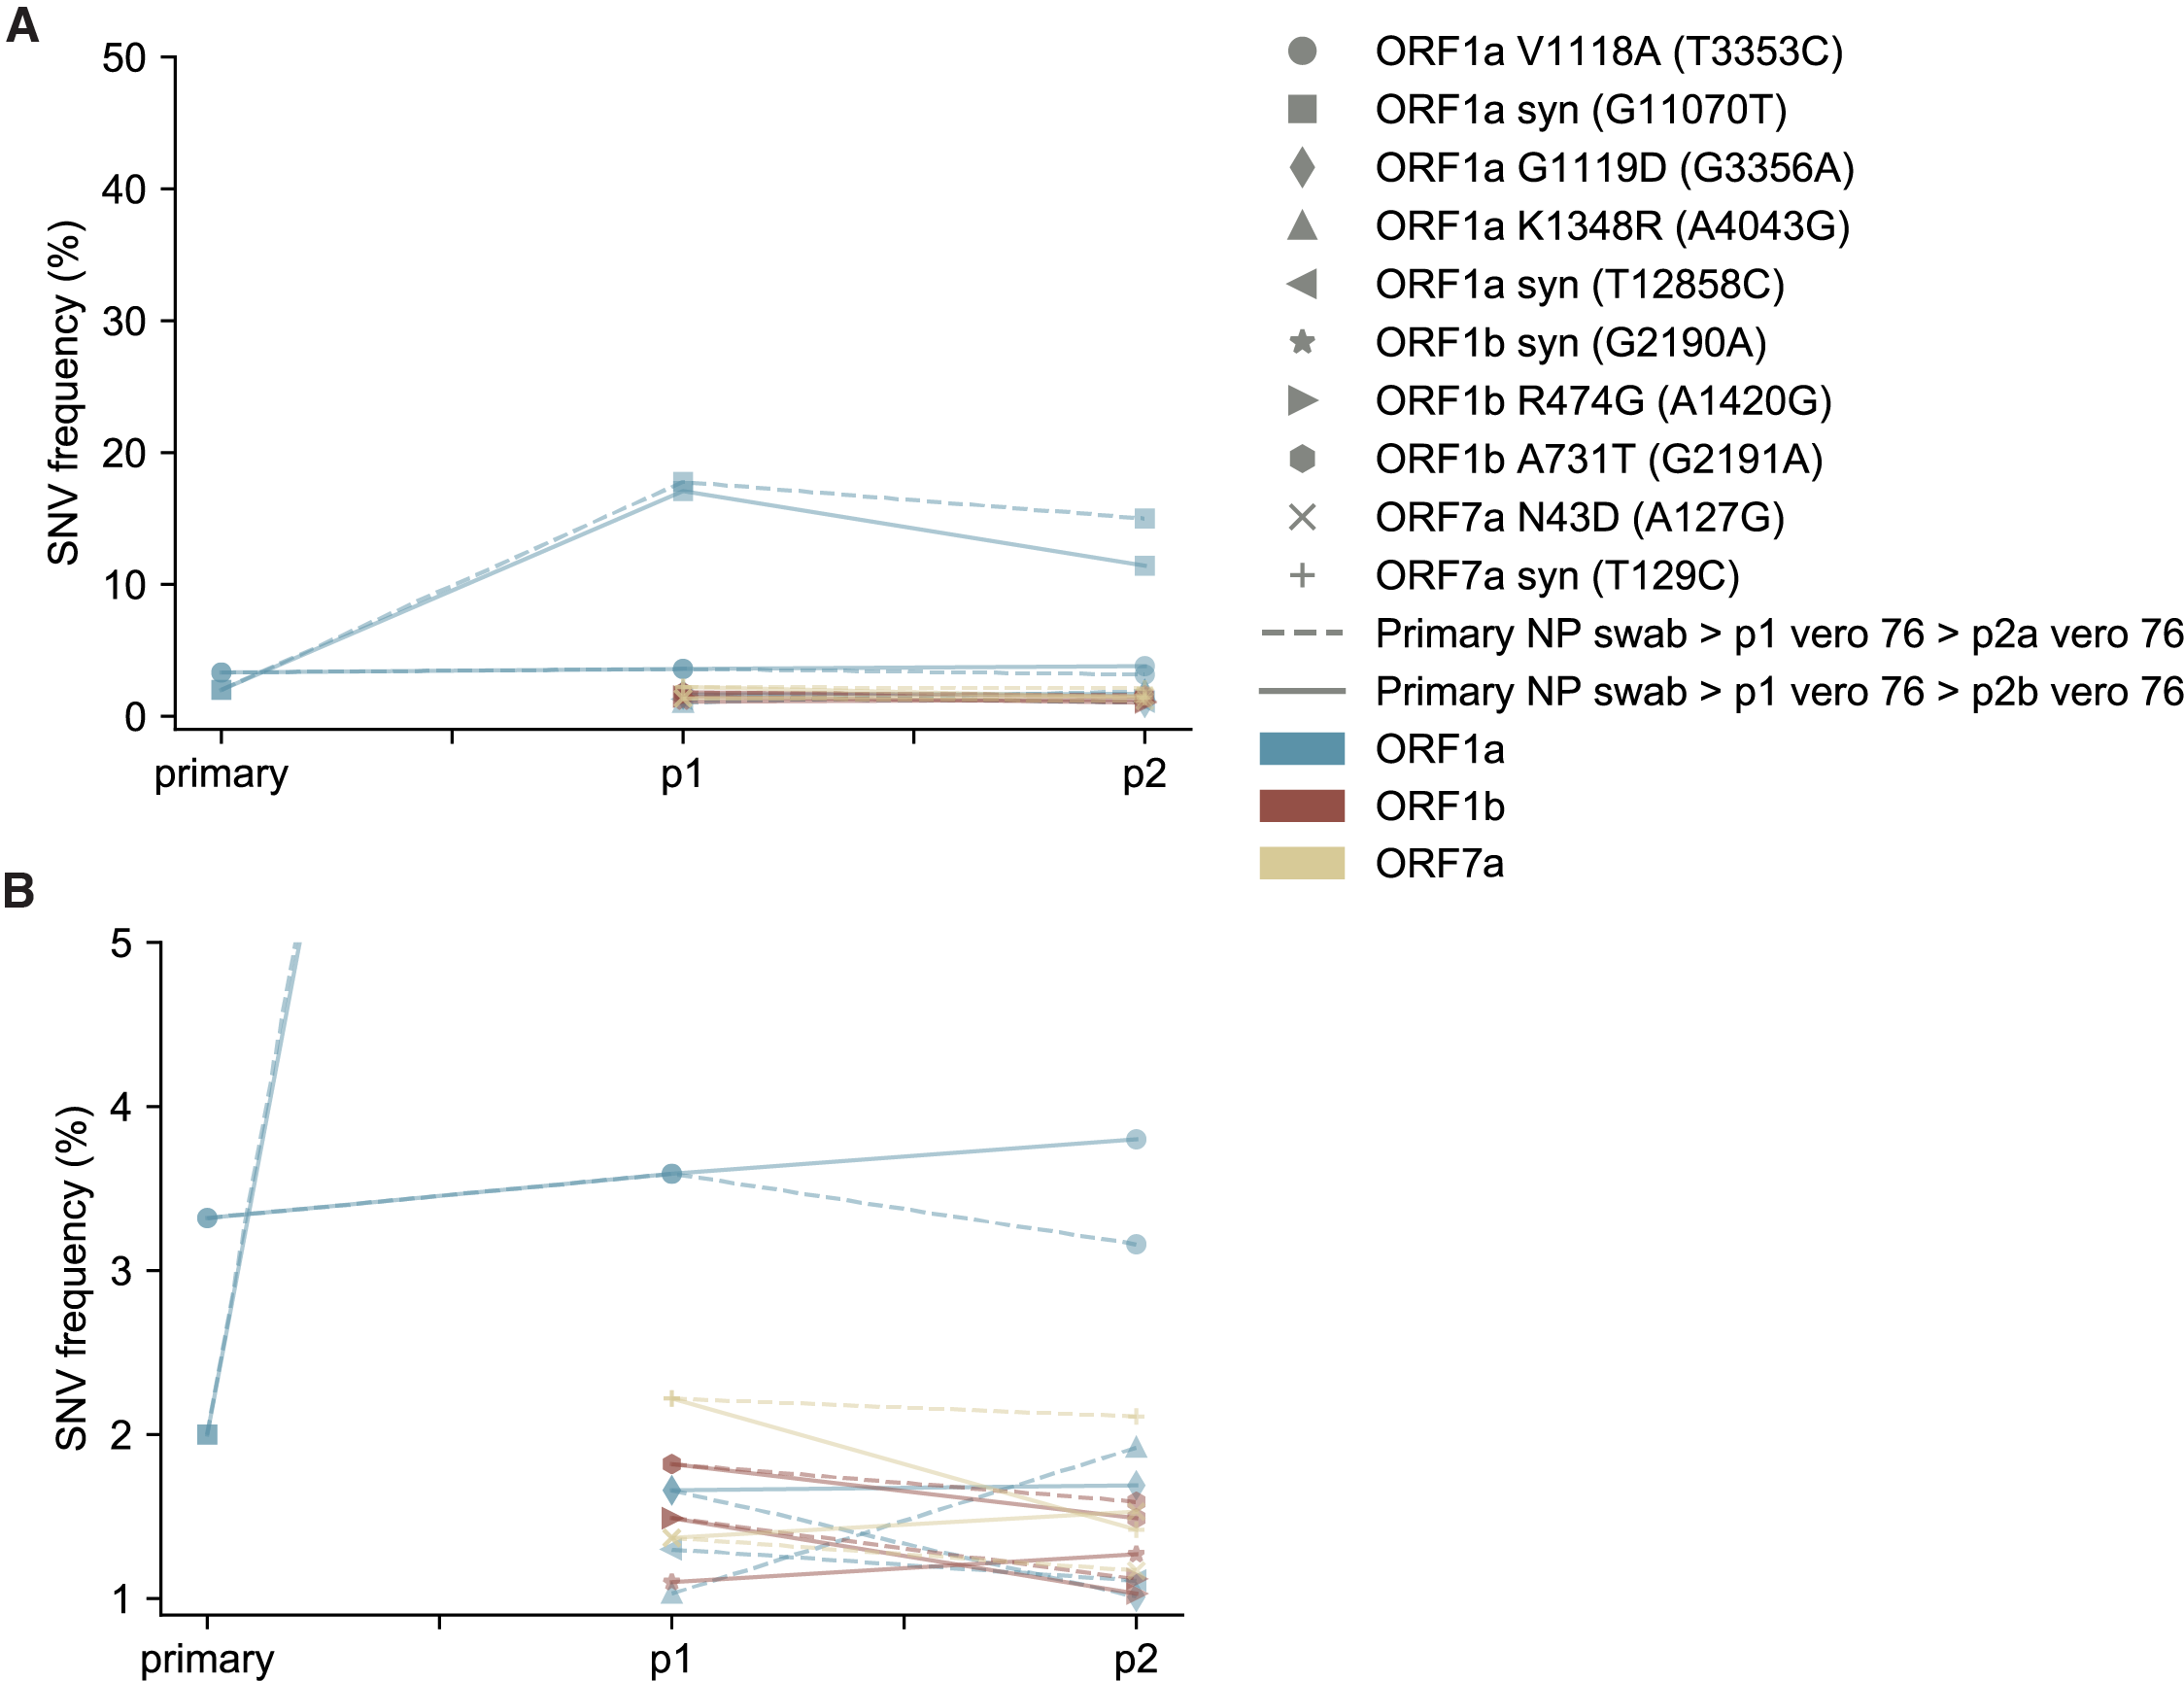 A
50
40
30
20
10
0
SNV frequency (%)
primary
p1
p2
ORF1a V1118A (T3353C)
ORF1a syn (G11070T)
ORF1a G1119D (G3356A)
ORF1a K1348R (A4043G)
ORF1a syn (T12858C)
ORF1b syn (G2190A)
ORF1b R474G (A1420G)
ORF1b A731T (G2191A)
ORF7a N43D (A127G)
ORF7a syn (T129C)
Primary NP swab > p1 vero 76 > p2a vero 76
Primary NP swab > p1 vero 76 > p2b vero 76
ORF1a
ORF1b
ORF7a
B
5
4
3
2
1
SNV frequency (%)
primary
p1
p2